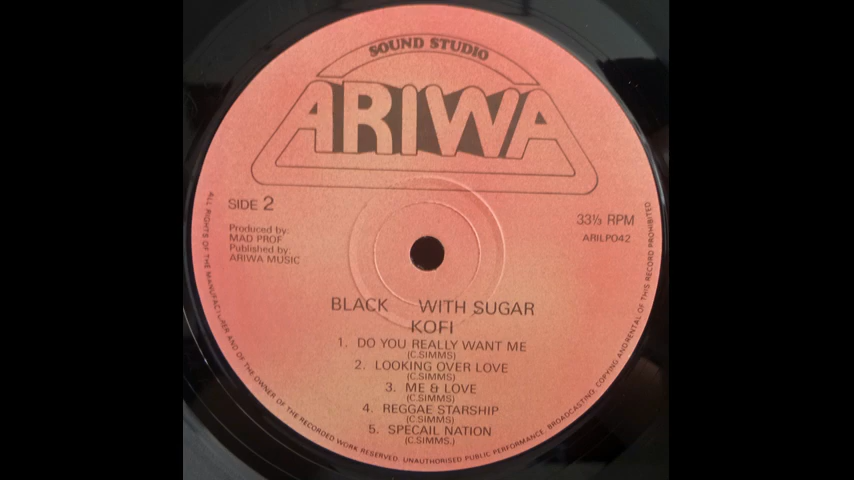 SOUND STUDIO
ARIWA
SIDE 2
33⅓ RPM
Produced by:
MAD PROF
Published by:
ARIWA MUSIC
ARILP042
BLACK WITH SUGAR
KOFI
1. DO YOU REALLY WANT ME
(C.SIMMS)
2. LOOKING OVER LOVE
(C.SIMMS)
3. ME & LOVE
(C.SIMMS)
4. REGGAE STARSHIP
(C.SIMMS)
5. SPECAIL NATION
(C.SIMMS.)
ALL RIGHTS OF THE MANUFACTURER AND OF THE OWNER OF THE RECORDED WORK RESERVED. UNAUTHORISED PUBLIC PERFORMANCE, BROADCASTING, COPYING AND RENTAL OF THIS RECORD PROHIBITED